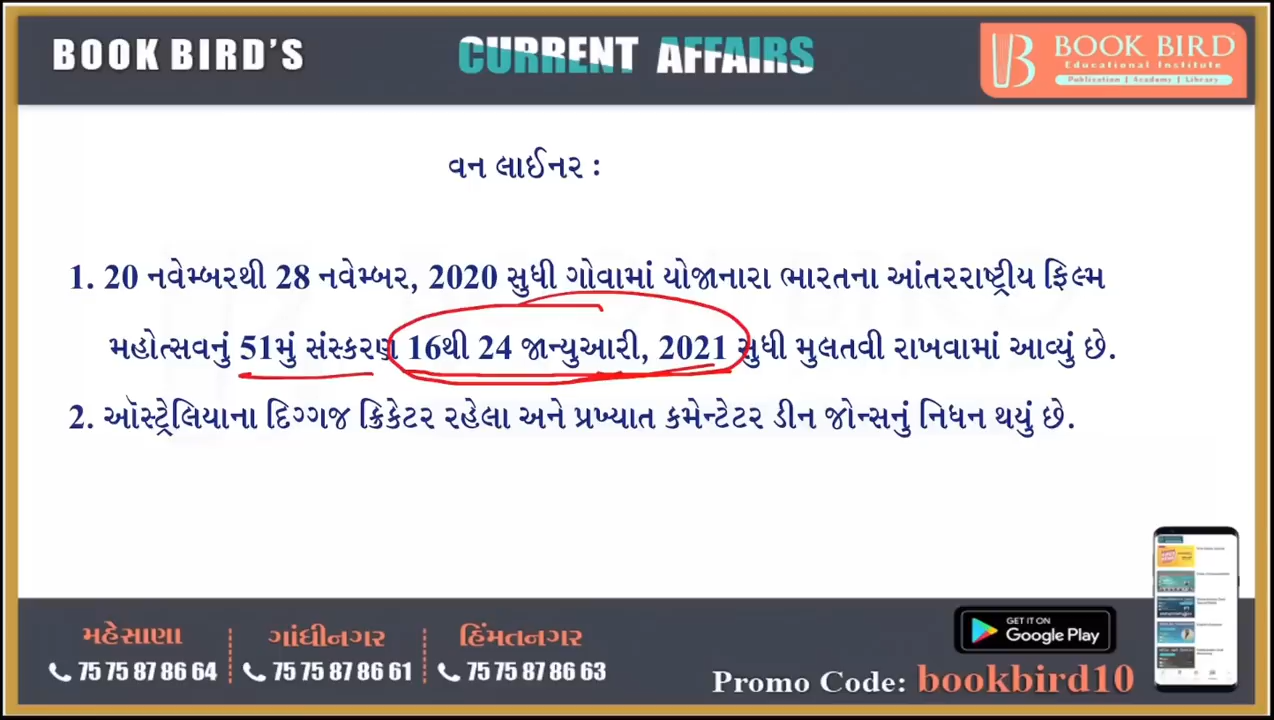 BOOK BIRD'S
CURRENT AFFAIRS
BOOK BIRD
Educational Institute
Publication | Academy | Library
વન લાઈનર :
1. 20 નવેમ્બરથી 28 નવેમ્બર, 2020 સુધી ગોવામાં યોજાનારા ભારતના આંતરરાષ્ટ્રીય ફિલ્મ
મહોત્સવનું 51મું સંસ્કરણ 16થી 24 જાન્યુઆરી, 2021 સુધી મુલતવી રાખવામાં આવ્યું છે.
2. ઑસ્ટ્રેલિયાના દિગ્ગજ ક્રિકેટર રહેલા અને પ્રખ્યાત કમેન્ટેટર ડીન જોન્સનું નિધન થયું છે.
મહેસાણા
75 75 87 86 64
ગાંધીનગર
75 75 87 86 61
હિંમતનગર
75 75 87 86 63
GET IT ON
Google Play
Promo Code: bookbird10